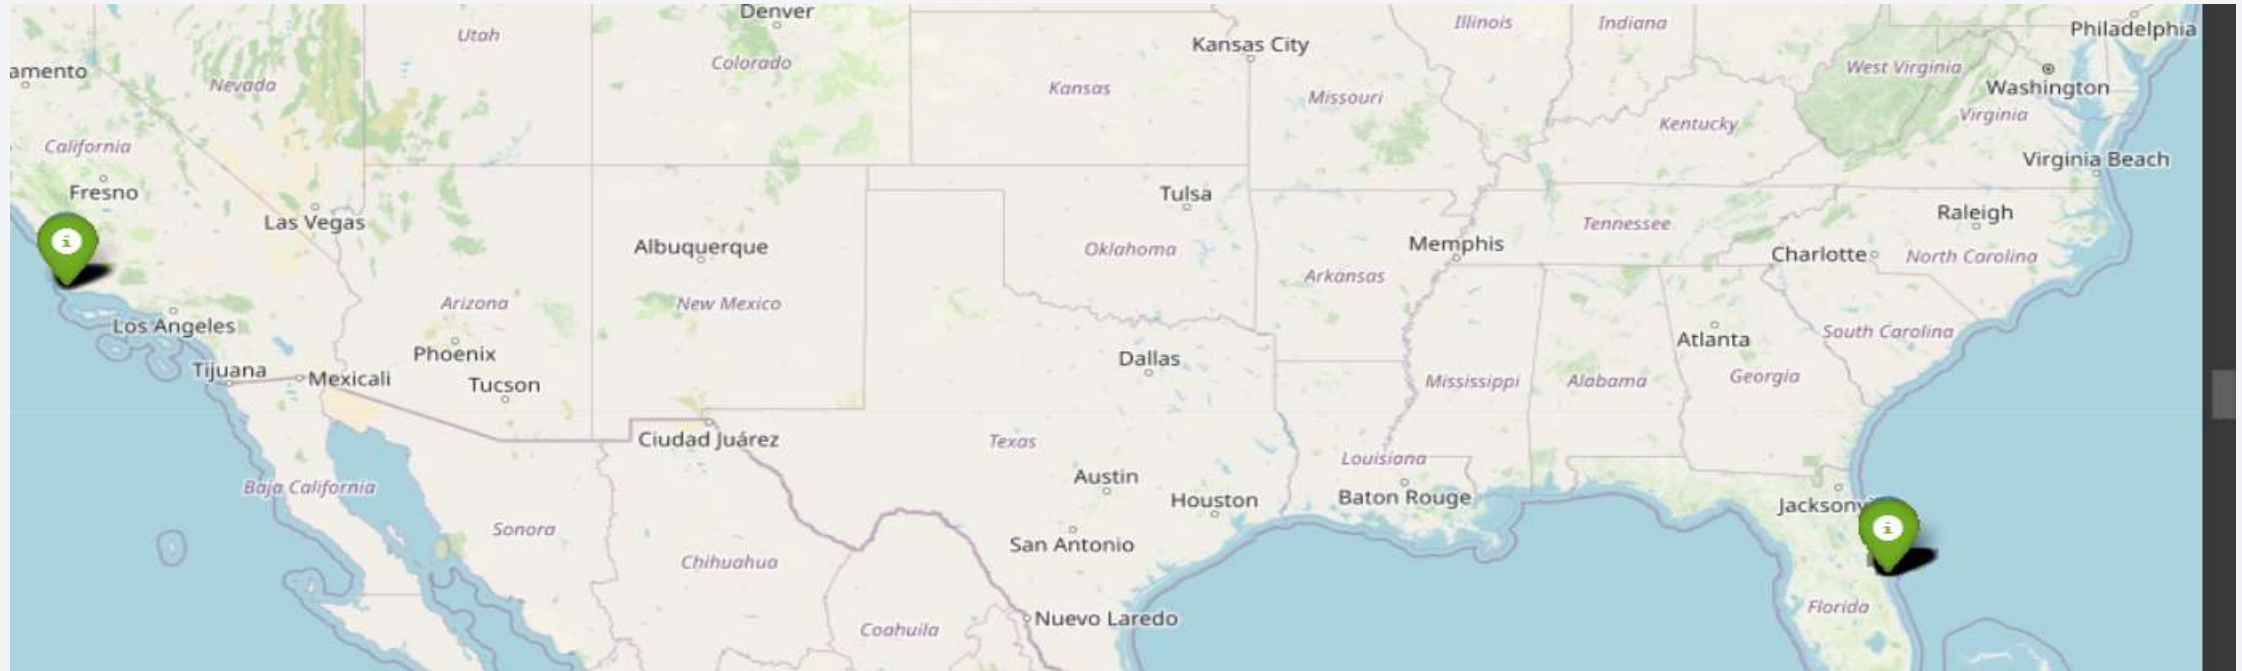 Denver
Utah
Illinois
Indiana
Philadelphia
Kansas City
Colorado
amento
Nevada
Kansas
Missouri
West Virginia
Washington
Virginia
Kentucky
California
Virginia Beach
Fresno
Tulsa
Las Vegas
Raleigh
Tennessee
i
Albuquerque
Oklahoma
Memphis
Charlotte
North Carolina
Arkansas
Arizona
New Mexico
Los Angeles
South Carolina
Atlanta
Phoenix
Dallas
Tijuana
Mexicali
Tucson
Mississippi
Alabama
Georgia
Ciudad Juárez
Texas
Louisiana
Austin
Baja California
Houston
Baton Rouge
Jacksonv
i
Sonora
San Antonio
Chihuahua
Florida
Nuevo Laredo
Coahuila